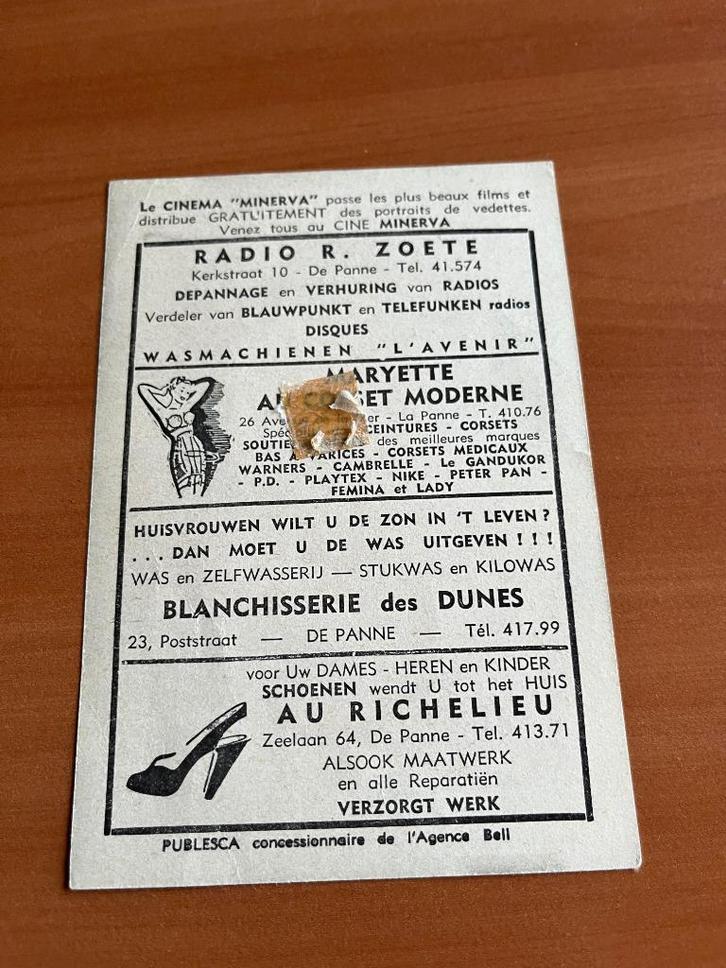 Le CINEMA "MINERVA" passe les plus beaux films et
distribue GRATUITEMENT des portraits de vedettes.
Venez tous au CINE MINERVA
RADIO R. ZOETE
Kerkstraat 10 - De Panne - Tel. 41.574
DEPANNAGE en VERHURING van RADIOS
Verdeler van BLAUWPUNKT en TELEFUNKEN radios
DISQUES
WASMACHIENEN "L'AVENIR"
MARYETTE
MODERNE
26 - La Panne - T. 410.76
CEINTURES - CORSETS
des meilleures marques
BAS A VARICES - CORSETS MEDICAUX
WARNERS - CAMBRELLE - Le GANDUKOR
- P.D. - PLAYTEX - NIKE - PETER PAN -
FEMINA et LADY
HUISVROUWEN WILT U DE ZON IN 'T LEVEN?
... DAN MOET U DE WAS UITGEVEN!!!
WAS en ZELFWASSERIJ — STUKWAS en KILOWAS
BLANCHISSERIE des DUNES
23, Poststraat — DE PANNE — Tél. 417.99
voor Uw DAMES - HEREN en KINDER
SCHOENEN wendt U tot het HUIS
AU RICHELIEU
Zeelaan 64, De Panne - Tel. 413.71
ALSOOK MAATWERK
en alle Reparatiën
VERZORGT WERK
PUBLESCA concessionnaire de l'Agence Bell